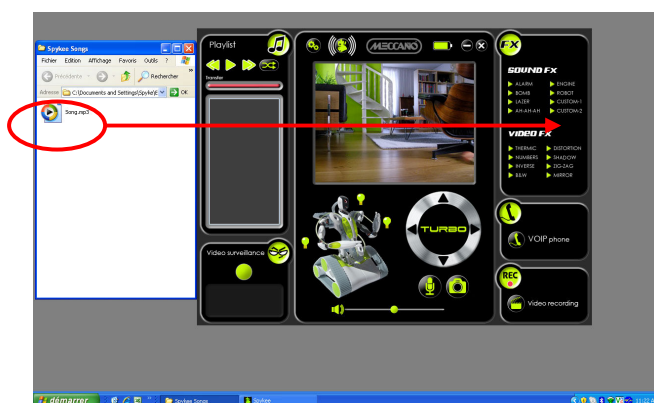 Spykee Songs
Fichier Edition Affichage Favoris Outils ?
Précédente
Rechercher
Adresse C:\Documents and Settings\Spyke\E OK
Song.mp3
Playlist
Transfer
Video surveillance
MECCANO
TURBO
FX
SOUND FX
ALARM
BOMB
LAZER
AH-AH-AH
ENGINE
ROBOT
CUSTOM-1
CUSTOM-2
VIDEO FX
THERMIC
NUMBERS
INVERSE
B&W
DISTORTION
SHADOW
ZIG-ZAG
MIRROR
VOIP phone
REC
Video recording
démarrer
Spykee Songs
Spykee